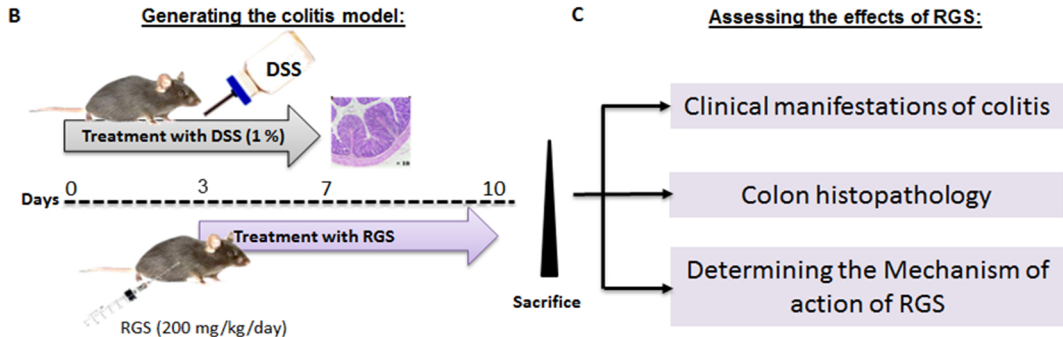 B
Generating the colitis model:
DSS
Treatment with DSS (1 %)
0
3
7
10
Days
Treatment with RGS
RGS (200 mg/kg/day)
Sacrifice
C
Assessing the effects of RGS:
Clinical manifestations of colitis
Colon histopathology
Determining the Mechanism of
action of RGS